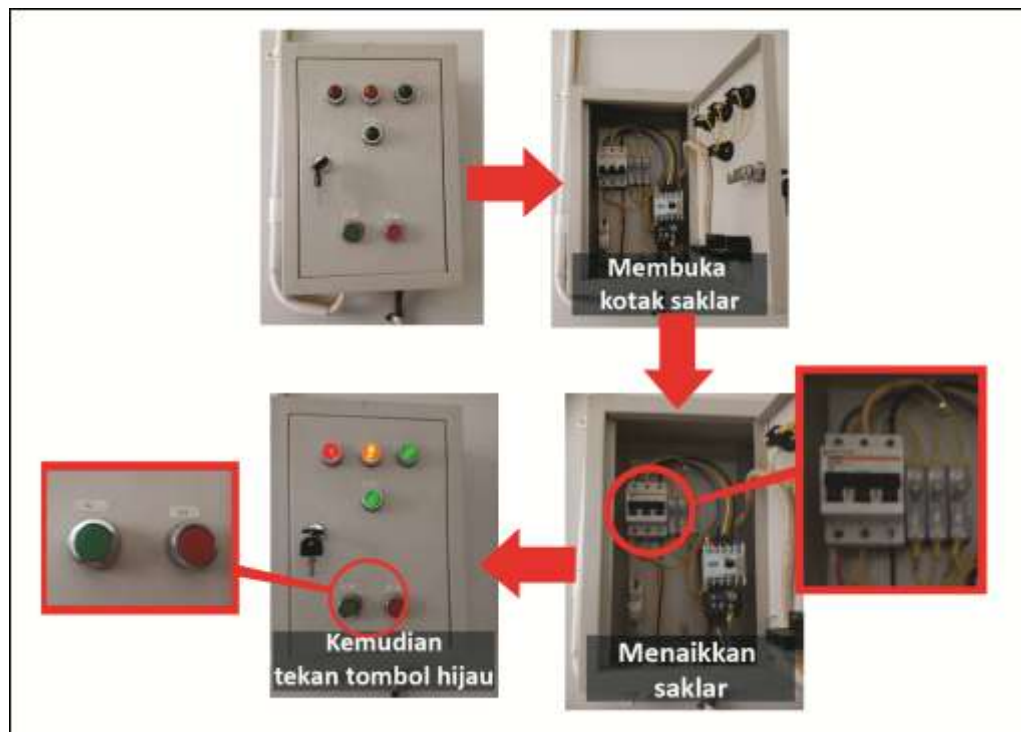 Membuka
kotak saklar
Menaikkan
saklar
Kemudian
tekan tombol hijau